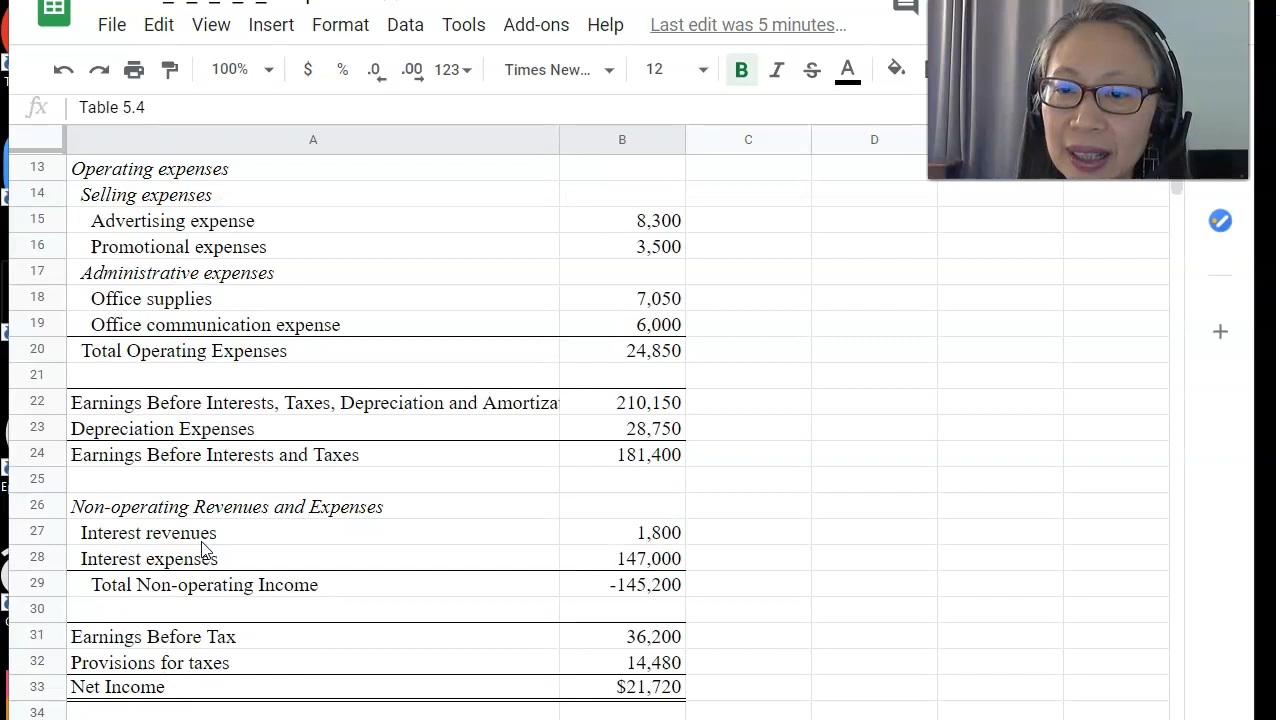 File Edit View Insert Format Data Tools Add-ons Help Last edit was 5 minutes…
100% $ % .0 .00 123 Times New... 12 B I S A
fx Table 5.4
A B C D
13 Operating expenses
14 Selling expenses
15 Advertising expense 8,300
16 Promotional expenses 3,500
17 Administrative expenses
18 Office supplies 7,050
19 Office communication expense 6,000
20 Total Operating Expenses 24,850
21
22 Earnings Before Interests, Taxes, Depreciation and Amortiza 210,150
23 Depreciation Expenses 28,750
24 Earnings Before Interests and Taxes 181,400
25
26 Non-operating Revenues and Expenses
27 Interest revenues 1,800
28 Interest expenses 147,000
29 Total Non-operating Income -145,200
30
31 Earnings Before Tax 36,200
32 Provisions for taxes 14,480
33 Net Income $21,720
34